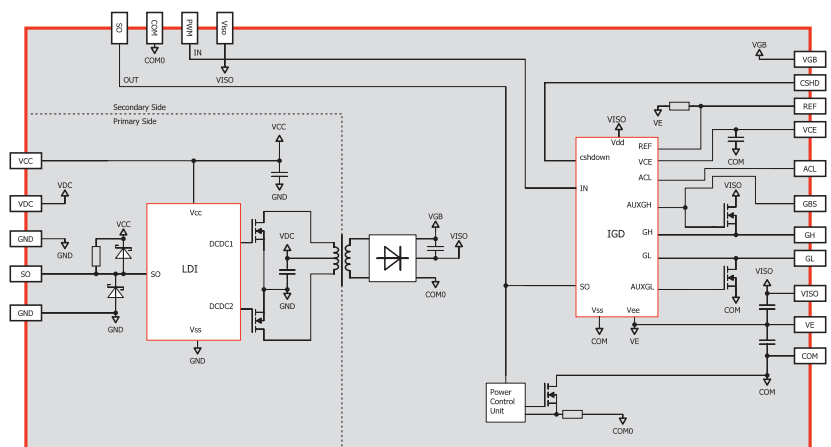 SO
COM
PWM
Viso
COM0
IN
VISO
OUT
VGB
VGB
CSHD
REF
VE
VCE
COM
ACL
VISO
GBS
GH
GL
VISO
COM
VISO
VE
COM
COM
Secondary Side
Primary Side
VCC
VCC
GND
VDC
VDC
GND
GND
VCC
SO
SO
GND
GND
Vcc
DCDC1
LDI
DCDC2
Vss
GND
VDC
GND
VGB
VISO
COM0
VISO
Vdd
cshdown
REF
VCE
ACL
IN
AUXGH
IGD
GH
GL
SO
AUXGL
Vss
Vee
COM
VE
Power
Control
Unit
COM0